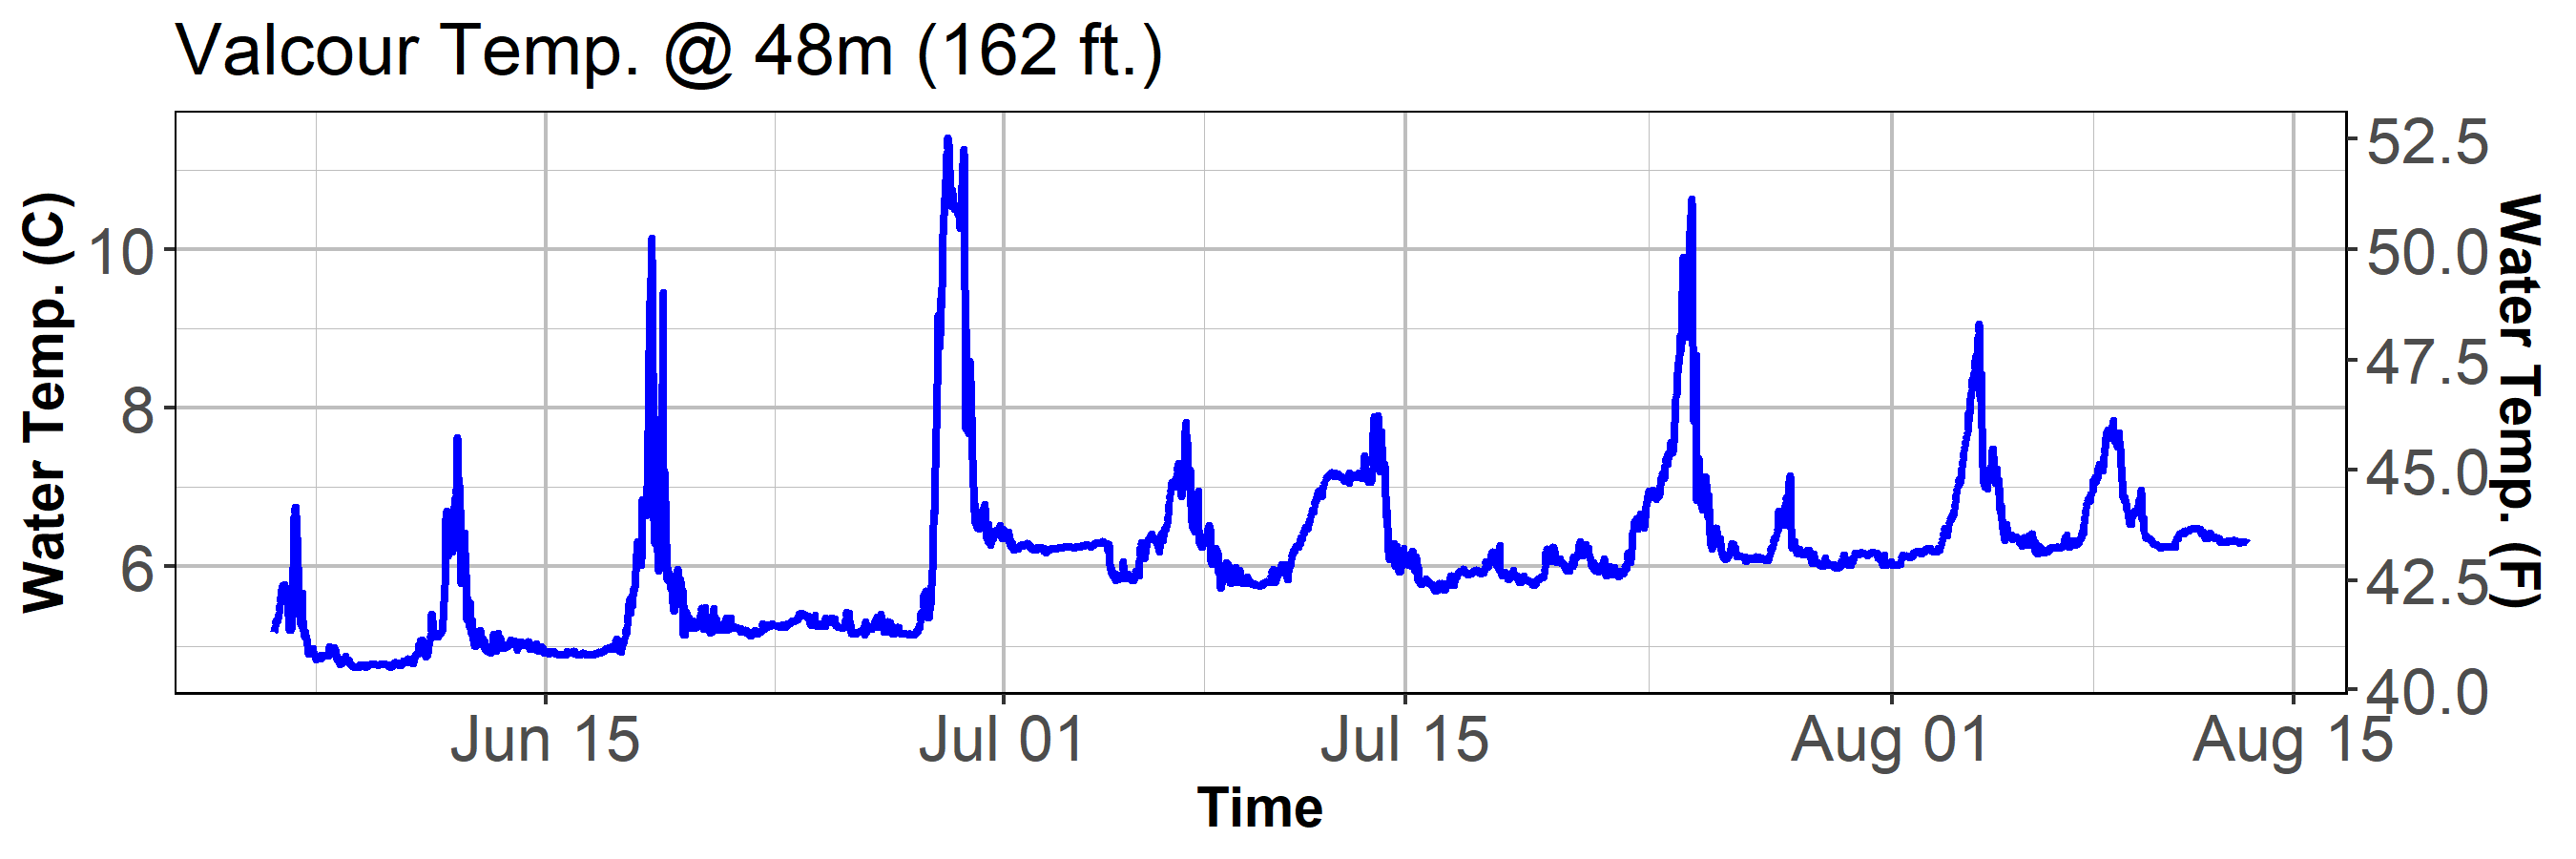 Valcour Temp. @ 48m (162 ft.)
Water Temp. (C)
10
8
6
52.5
50.0
47.5
45.0
42.5
40.0
Water Temp. (F)
Jun 15
Jul 01
Jul 15
Aug 01
Aug 15
Time